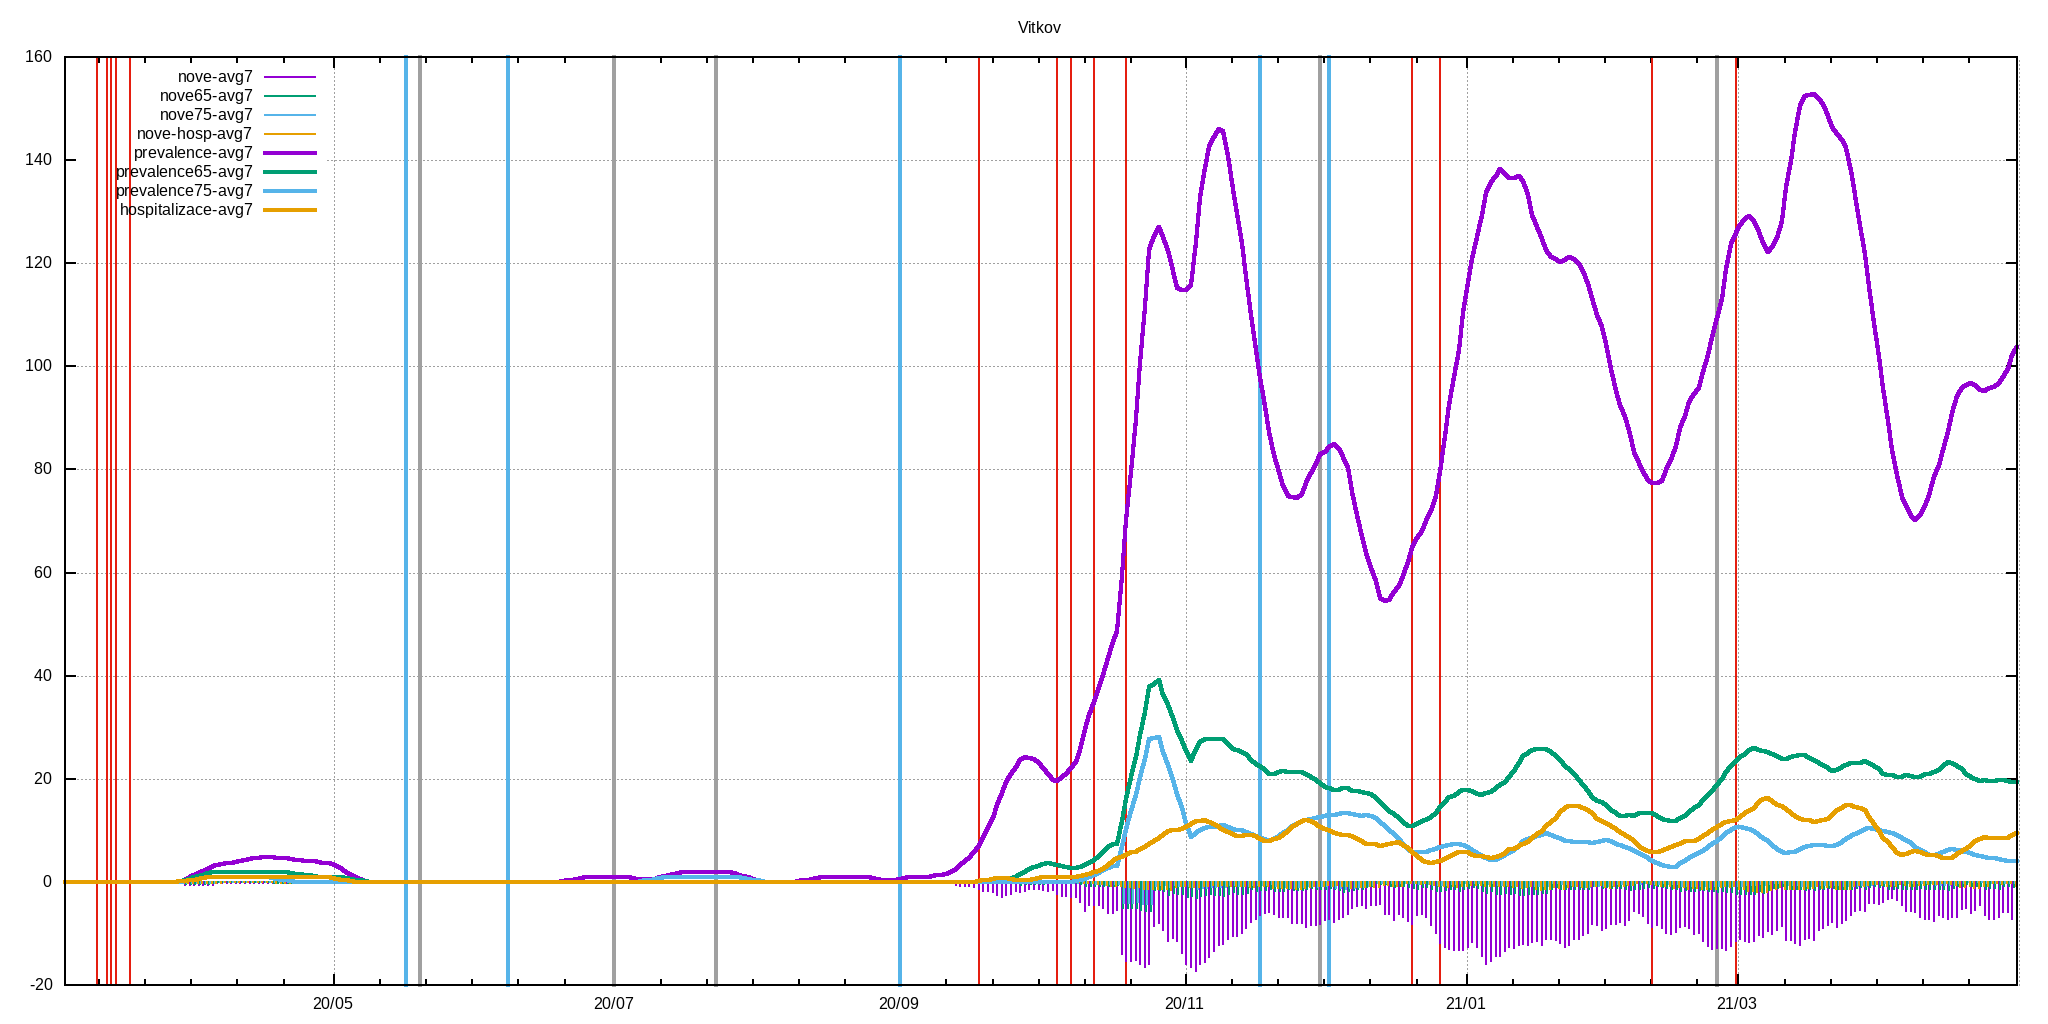 Vitkov
160
140
120
100
80
60
40
20
0
-20
nove-avg7
nove65-avg7
nove75-avg7
nove-hosp-avg7
prevalence-avg7
prevalence65-avg7
prevalence75-avg7
hospitalizace-avg7
20/05
20/07
20/09
20/11
21/01
21/03